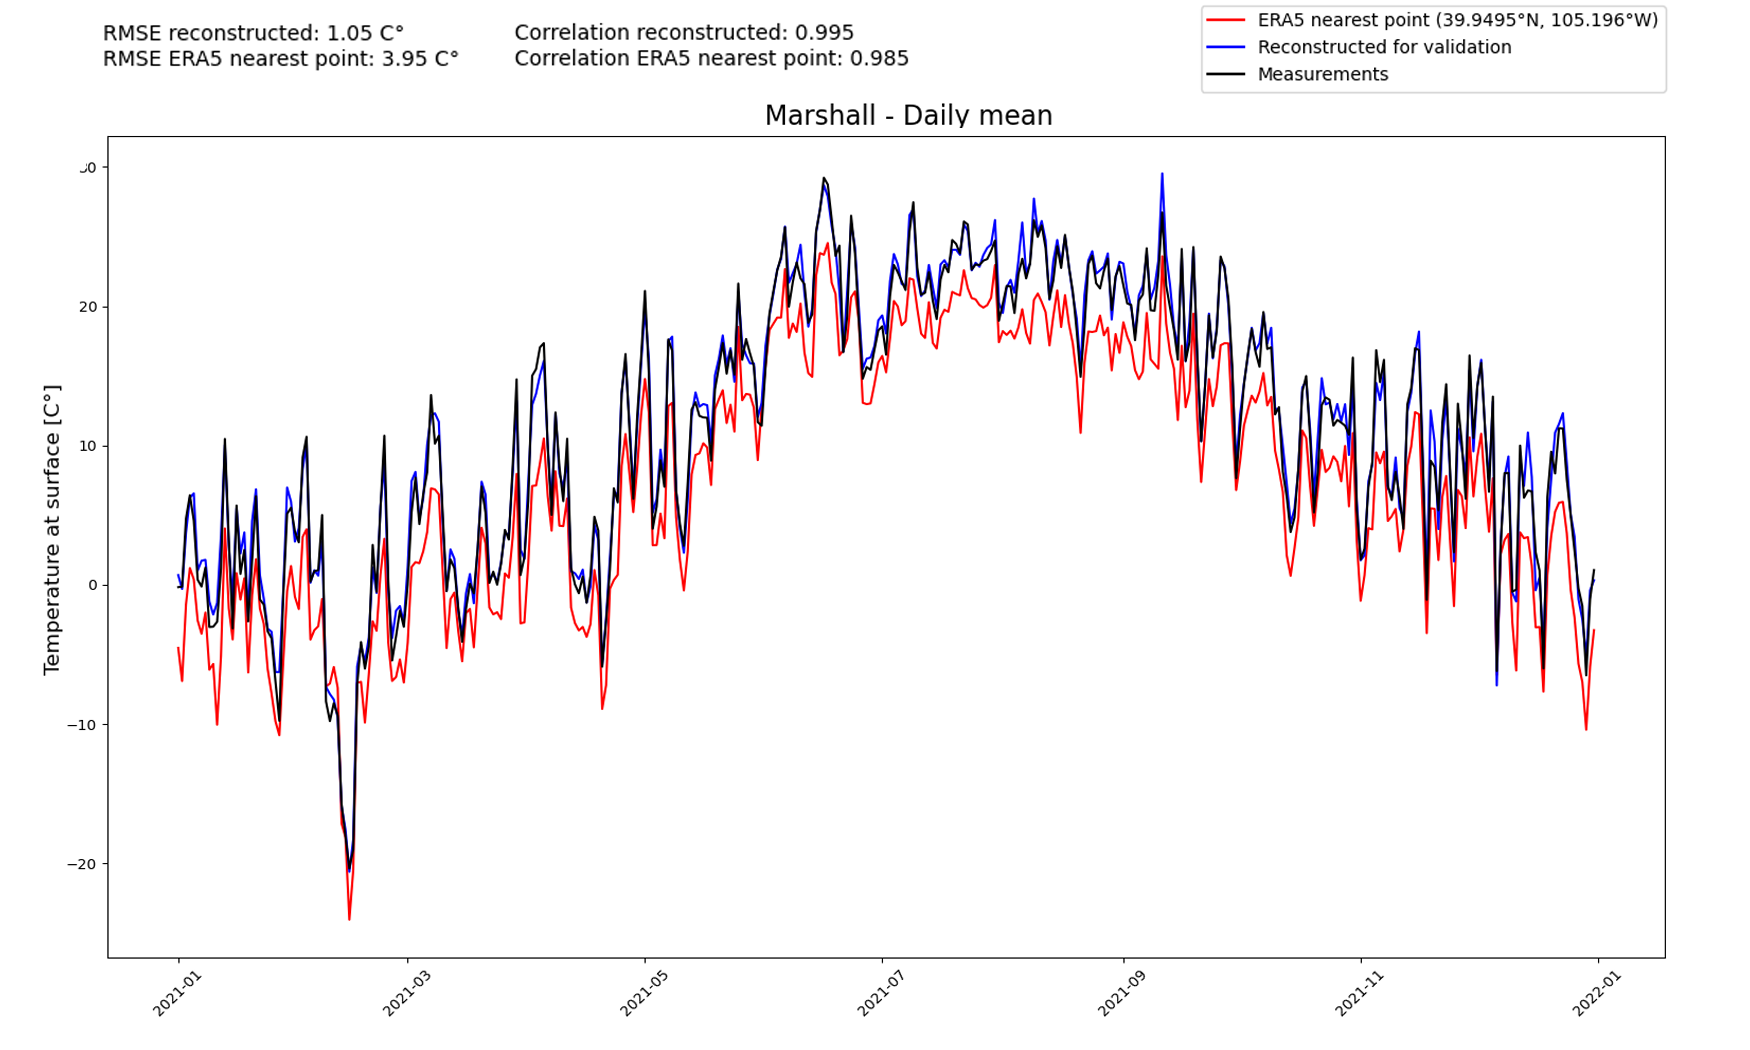 RMSE reconstructed: 1.05 C°
RMSE ERA5 nearest point: 3.95 C°
Correlation reconstructed: 0.995
Correlation ERA5 nearest point: 0.985
ERA5 nearest point (39.9495°N, 105.196°W)
Reconstructed for validation
Measurements
Marshall - Daily mean
Temperature at surface [C°]
20
10
0
−10
−20
2021-01
2021-03
2021-05
2021-07
2021-09
2021-11
2022-01